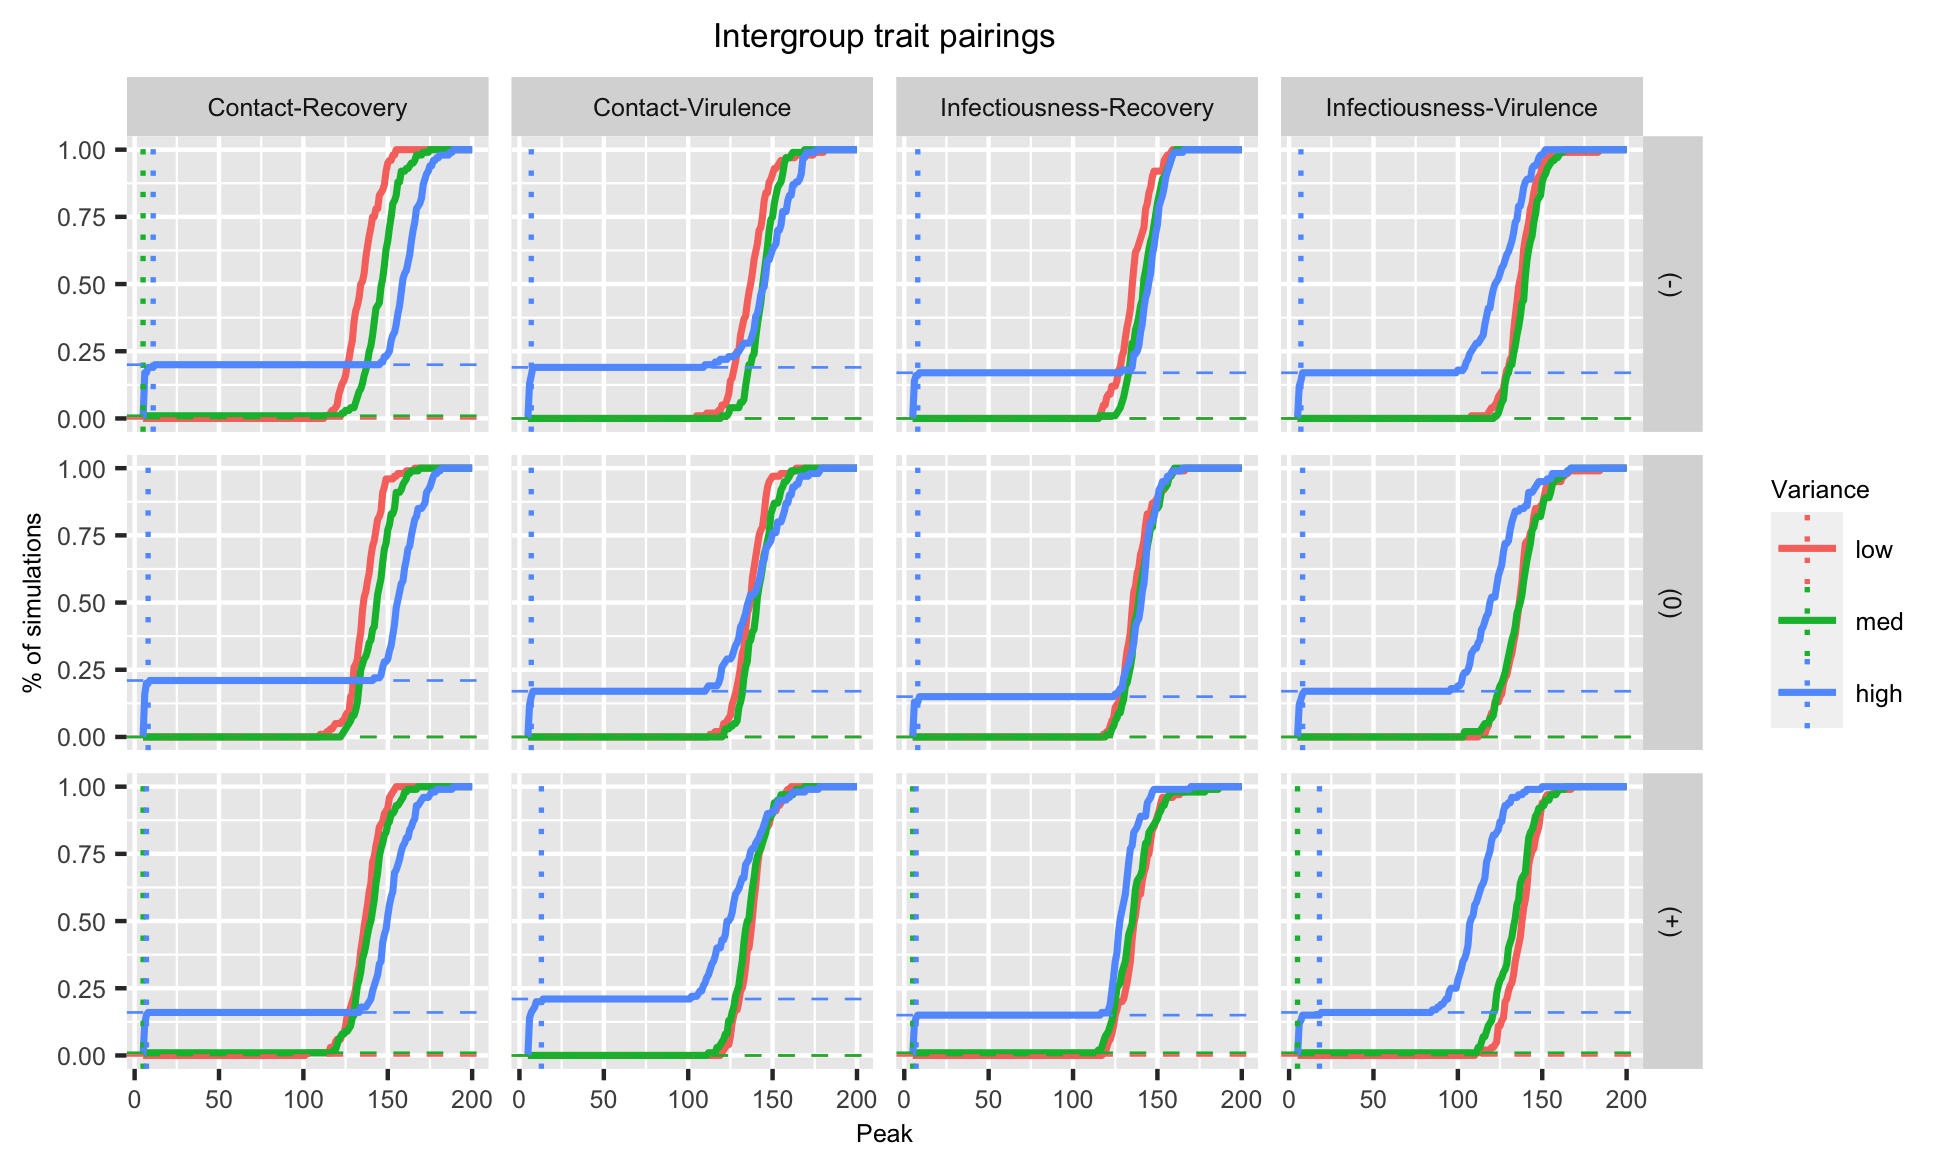 Intergroup trait pairings
Contact-Recovery Contact-Virulence Infectiousness-Recovery Infectiousness-Virulence
1.00
0.75
0.50
0.25
0.00
(-)
1.00
0.75
0.50
0.25
0.00
(0)
1.00
0.75
0.50
0.25
0.00
(+)
0 50 100 150 200 0 50 100 150 200 0 50 100 150 200 0 50 100 150 200
Peak
% of simulations
Variance
low
med
high